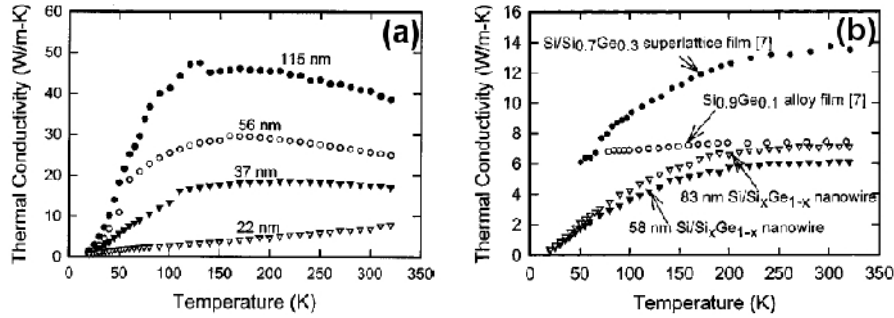 (a)
Thermal Conductivity (W/m-K)
60
50
40
30
20
10
0
115 nm
56 nm
37 nm
22 nm
0 50 100 150 200 250 300 350
Temperature (K)
(b)
Thermal Conductivity (W/m-K)
16
14
12
10
8
6
4
2
0
Si/Si0.7Ge0.3 superlattice film [7]
Si0.9Ge0.1 alloy film [7]
83 nm Si/SixGe1-x nanowire
58 nm Si/SixGe1-x nanowire
0 50 100 150 200 250 300 350
Temperature (K)